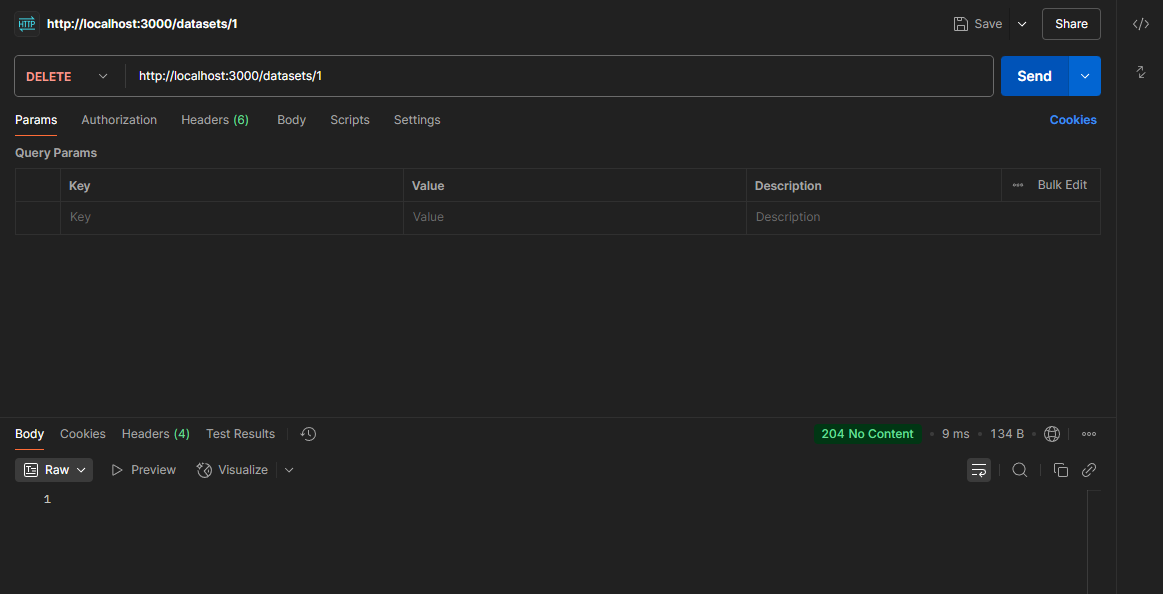 HTTP http://localhost:3000/datasets/1 Save Share </>
DELETE http://localhost:3000/datasets/1 Send
Params Authorization Headers (6) Body Scripts Settings Cookies
Query Params
Key Value Description Bulk Edit
Key Value Description
Body Cookies Headers (4) Test Results 204 No Content • 9 ms • 134 B •
Raw Preview Visualize
1